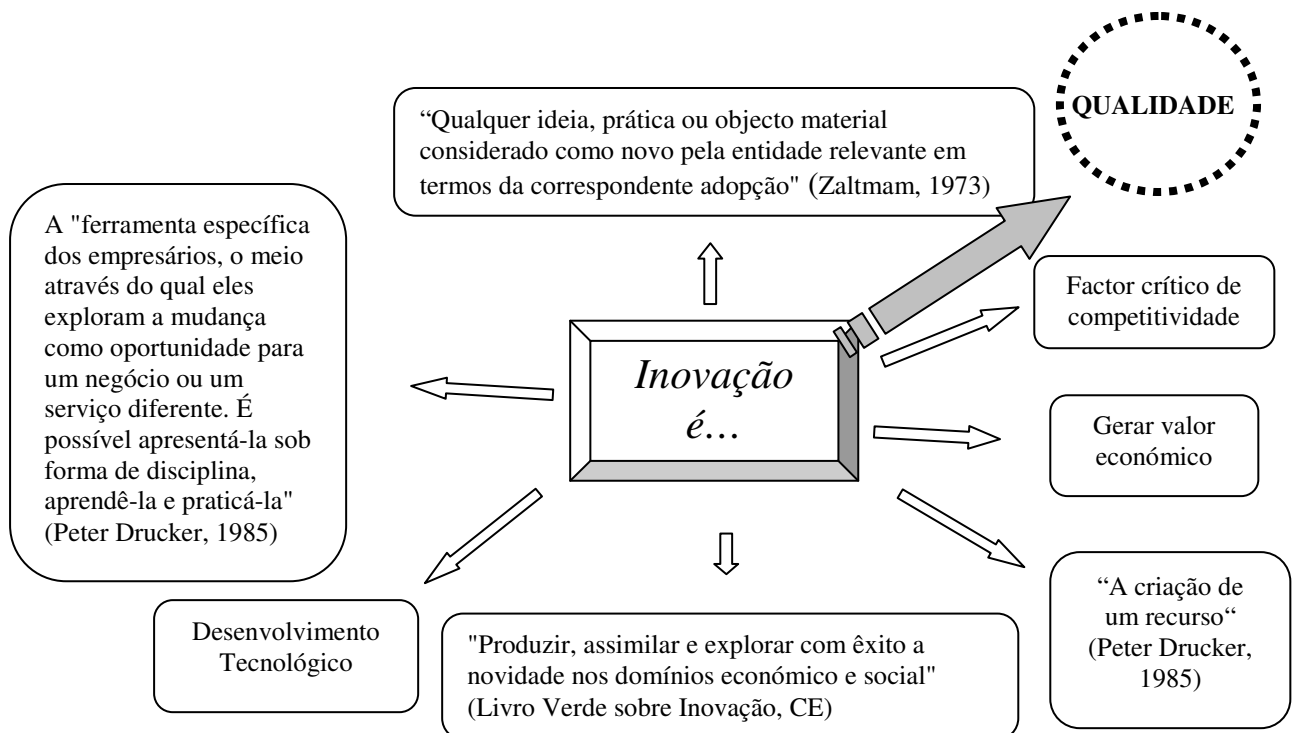 QUALIDADE
“Qualquer ideia, prática ou objecto material
considerado como novo pela entidade relevante em
termos da correspondente adopção" (Zaltmam, 1973)
A "ferramenta específica
dos empresários, o meio
através do qual eles
exploram a mudança
como oportunidade para
um negócio ou um
serviço diferente. É
possível apresentá-la sob
forma de disciplina,
aprendê-la e praticá-la"
(Peter Drucker, 1985)
Inovação
é...
Factor crítico de
competitividade
Gerar valor
económico
“A criação de
um recurso“
(Peter Drucker,
1985)
Desenvolvimento
Tecnológico
"Produzir, assimilar e explorar com êxito a
novidade nos domínios económico e social"
(Livro Verde sobre Inovação, CE)